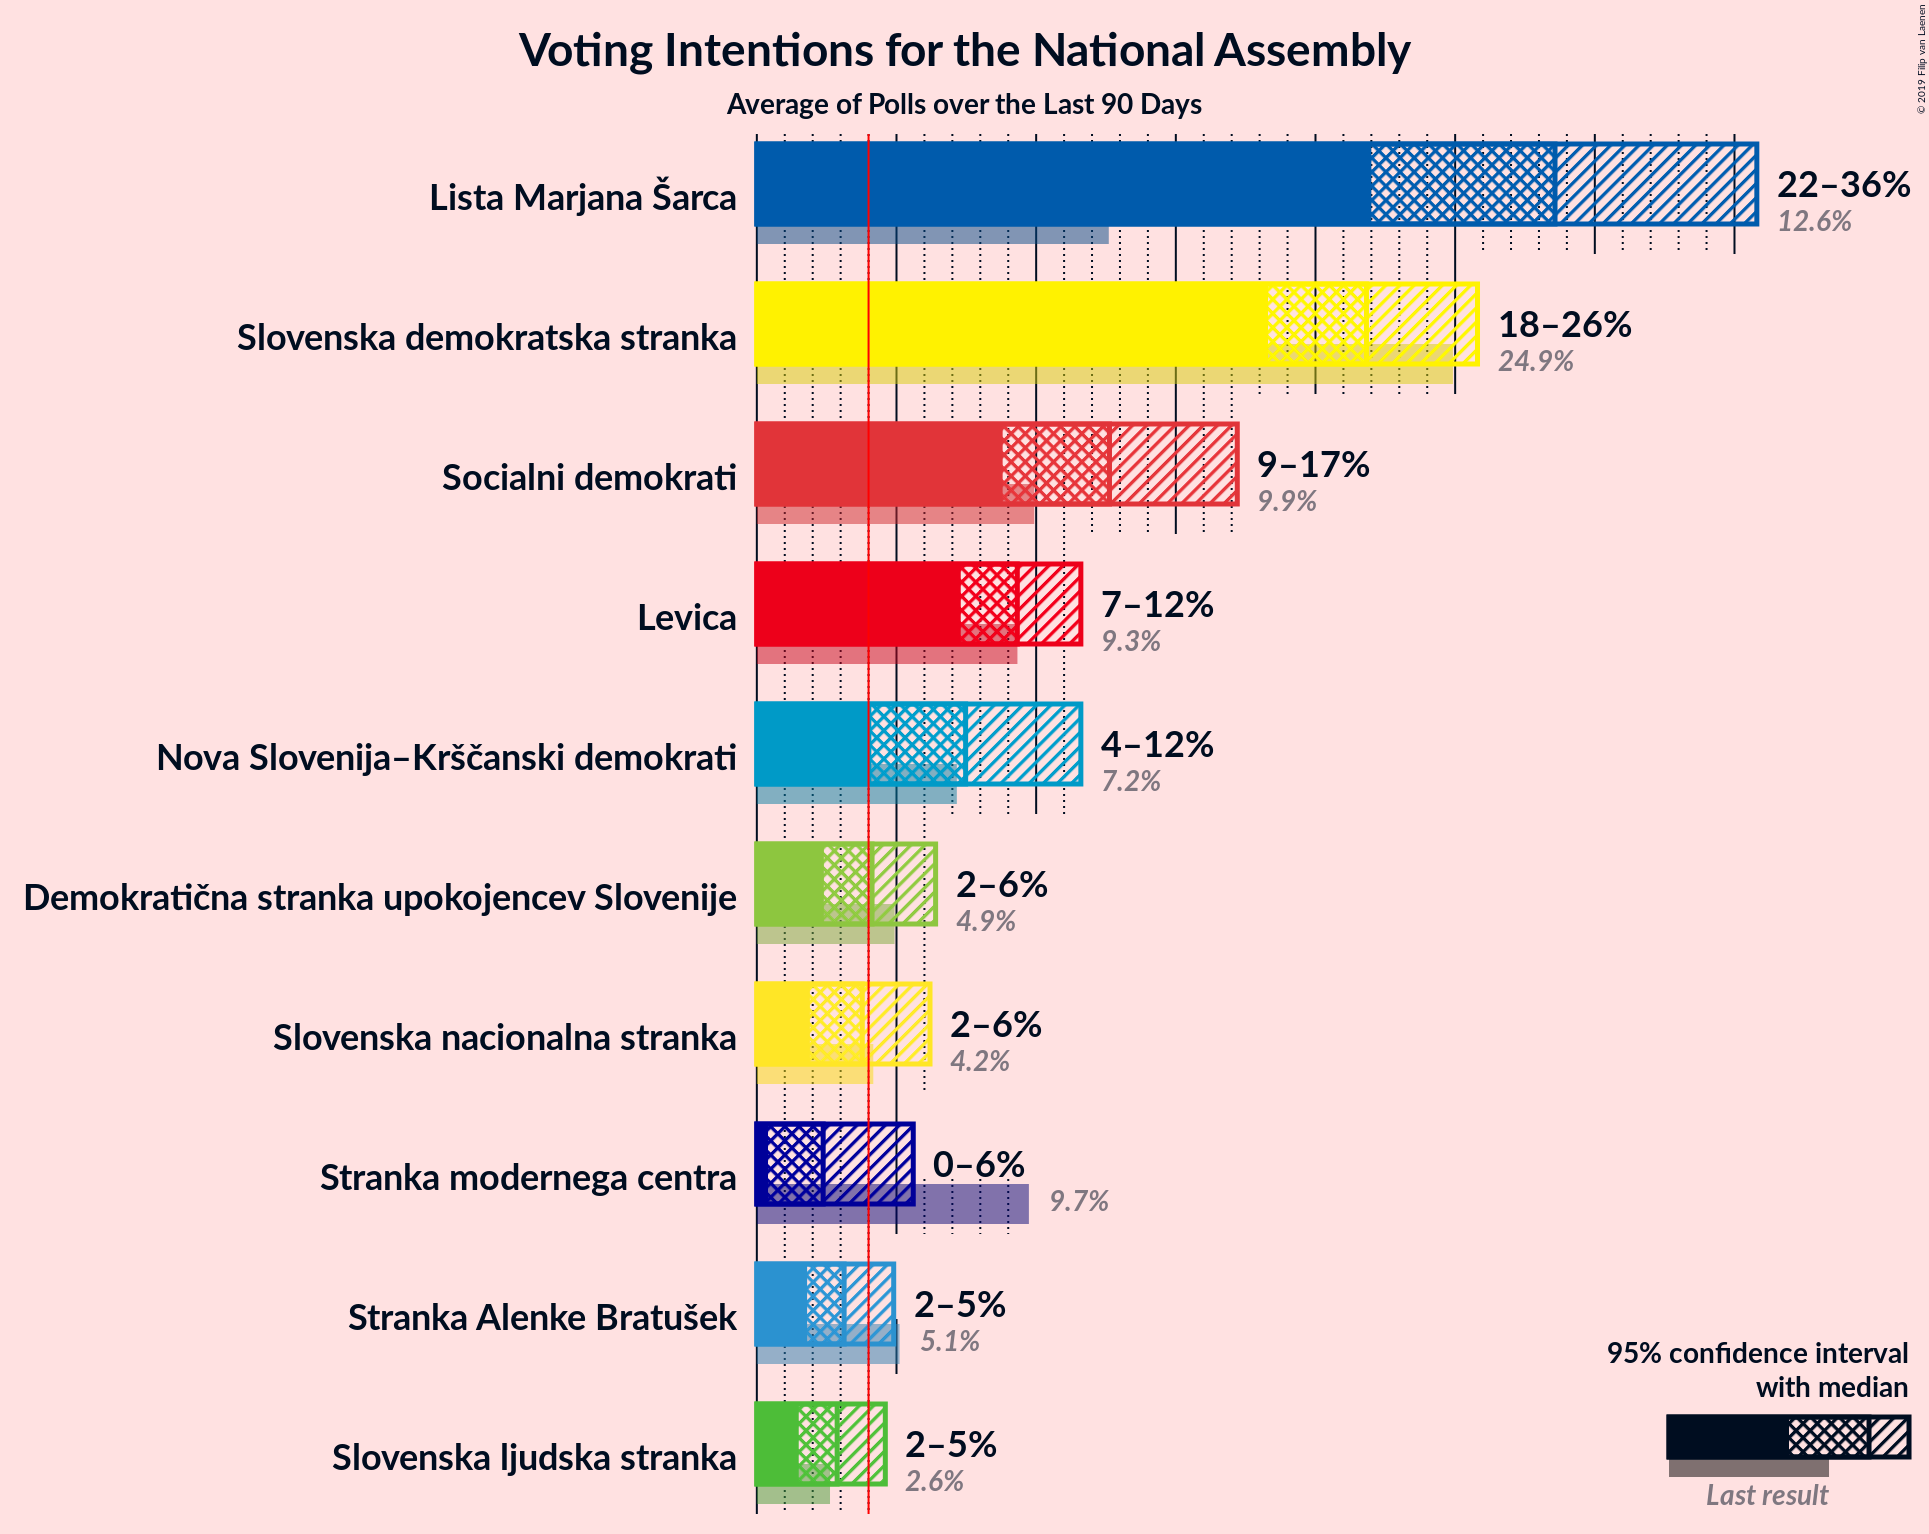 Voting Intentions for the National Assembly
Average of Polls over the Last 90 Days
© 2019 Filip van Laenen
Lista Marjana Šarca
22–36%
12.6%
Slovenska demokratska stranka
18–26%
24.9%
Socialni demokrati
9–17%
9.9%
Levica
7–12%
9.3%
Nova Slovenija–Krščanski demokrati
4–12%
7.2%
Demokratična stranka upokojencev Slovenije
2–6%
4.9%
Slovenska nacionalna stranka
2–6%
4.2%
Stranka modernega centra
0–6%
9.7%
Stranka Alenke Bratušek
2–5%
5.1%
Slovenska ljudska stranka
2–5%
2.6%
95% confidence interval
with median
Last result